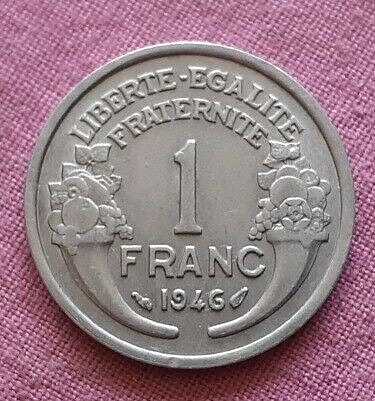 LIBERTE-EGALITE
FRATERNITE
1
FRANC
1946